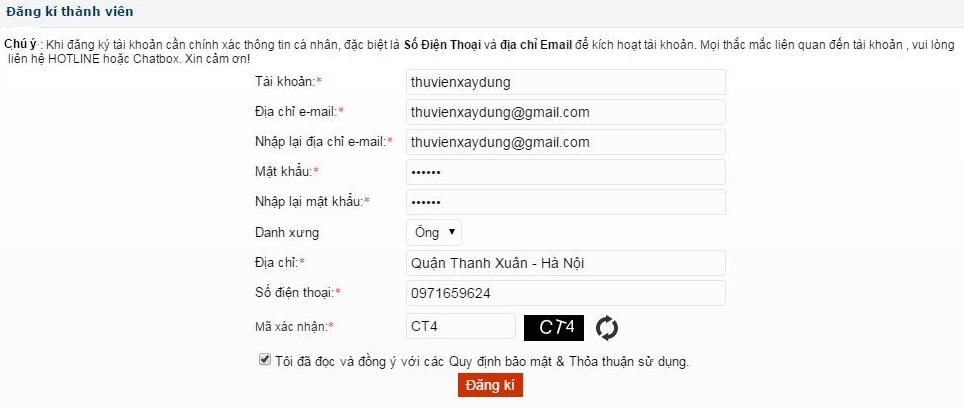 Đăng kí thành viên
Chú ý : Khi đăng ký tài khoản cần chính xác thông tin cá nhân, đặc biệt là Số Điện Thoại và địa chỉ Email để kích hoạt tài khoản. Mọi thắc mắc liên quan đến tài khoản , vui lòng
liên hệ HOTLINE hoặc Chatbox. Xin cảm ơn!
Tài khoản:* thuvienxaydung
Địa chỉ e-mail:* thuvienxaydung@gmail.com
Nhập lại địa chỉ e-mail:* thuvienxaydung@gmail.com
Mật khẩu:* ••••••
Nhập lại mật khẩu:* ••••••
Danh xưng Ông ▼
Địa chỉ:* Quận Thanh Xuân - Hà Nội
Số điện thoại:* 0971659624
Mã xác nhận:* CT4 CT4
Tôi đã đọc và đồng ý với các Quy định bảo mật & Thỏa thuận sử dụng.
Đăng kí